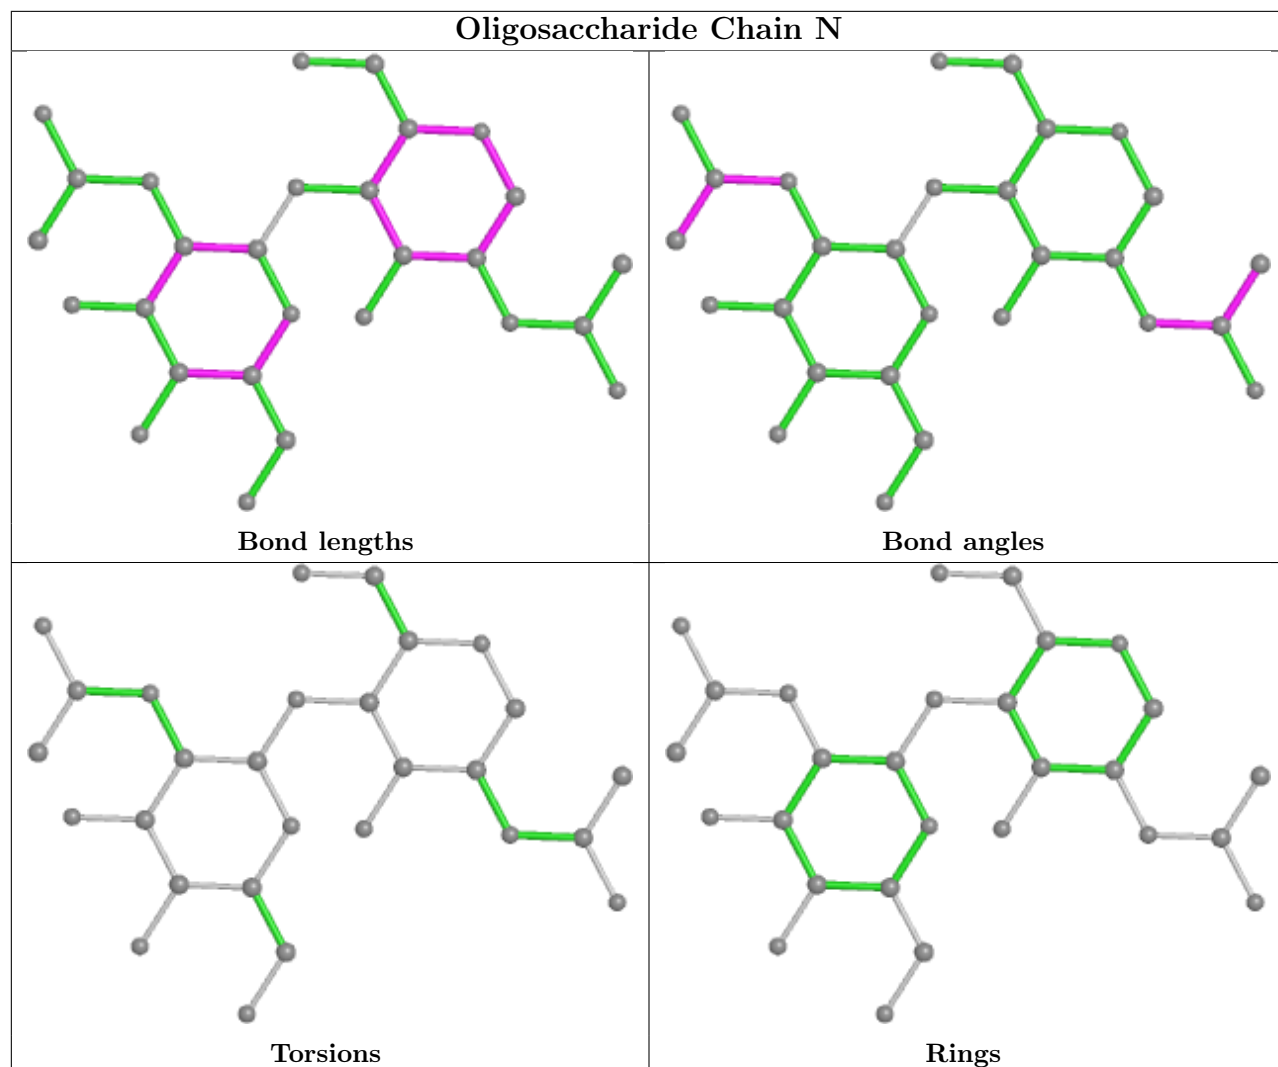 Oligosaccharide Chain N
Bond lengths
Bond angles
Torsions
Rings